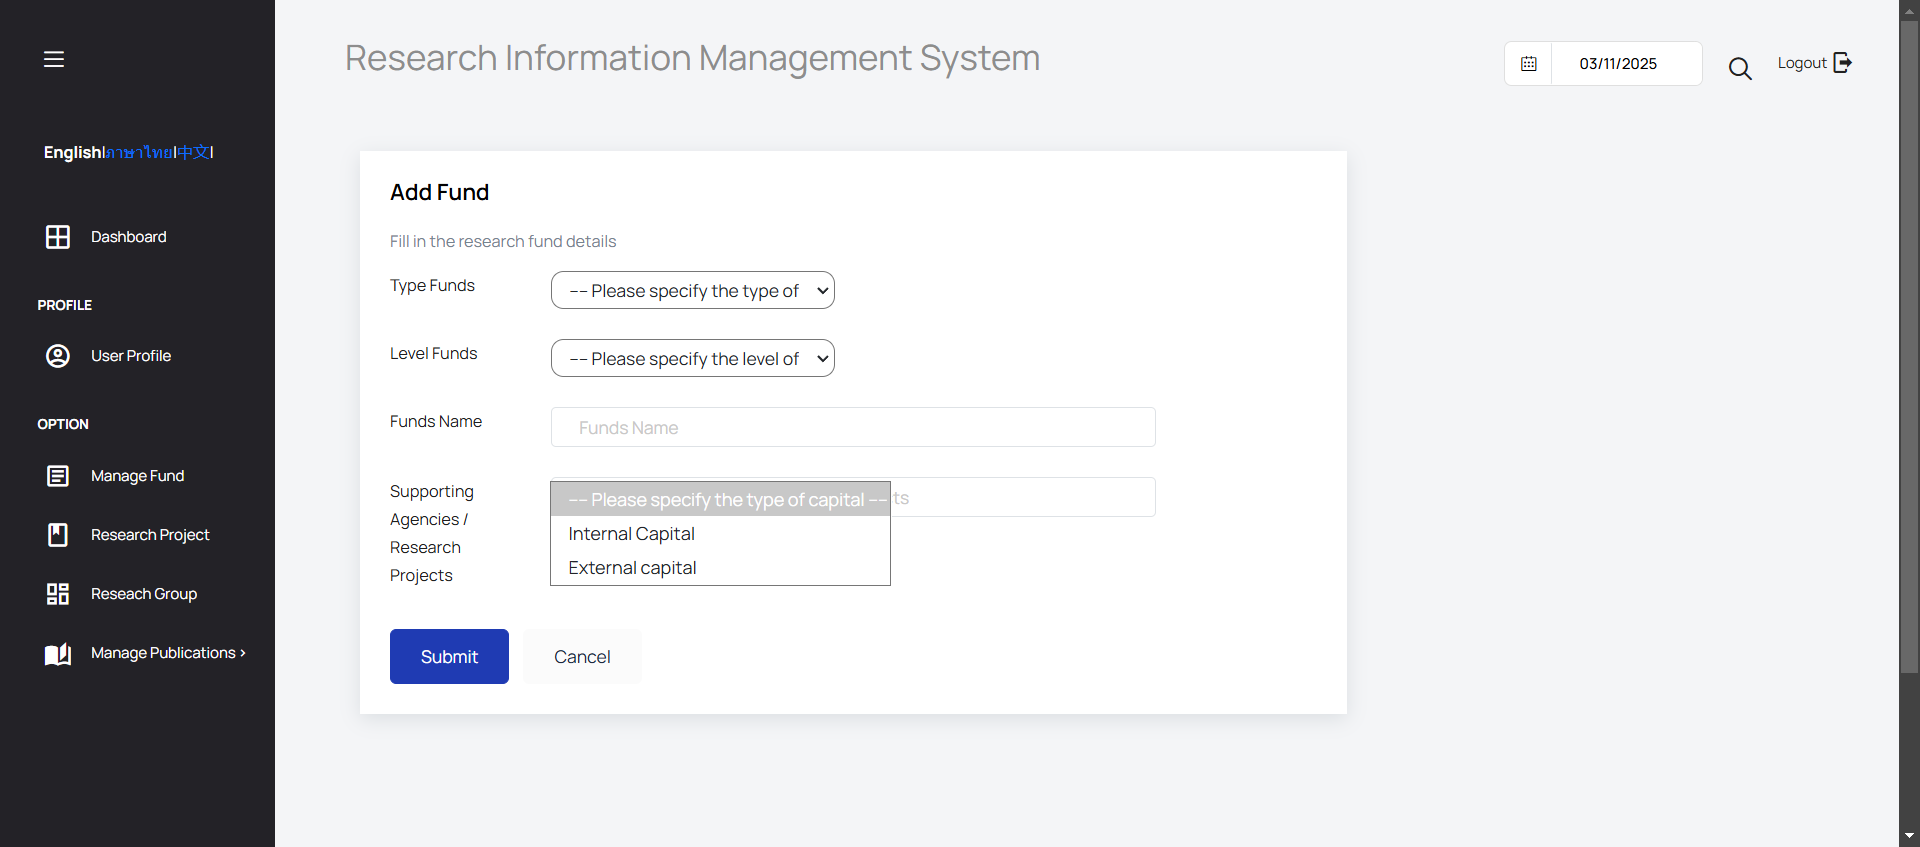 Research Information Management System
03/11/2025
Logout
English|ภาษาไทย|中文|
Dashboard
PROFILE
User Profile
OPTION
Manage Fund
Research Project
Reseach Group
Manage Publications ›
Add Fund
Fill in the research fund details
Type Funds
--- Please specify the type of
Level Funds
--- Please specify the level of
Funds Name
Funds Name
Supporting
Agencies /
Research
Projects
---- Please specify the type of capital ----
ts
Internal Capital
External capital
Submit
Cancel